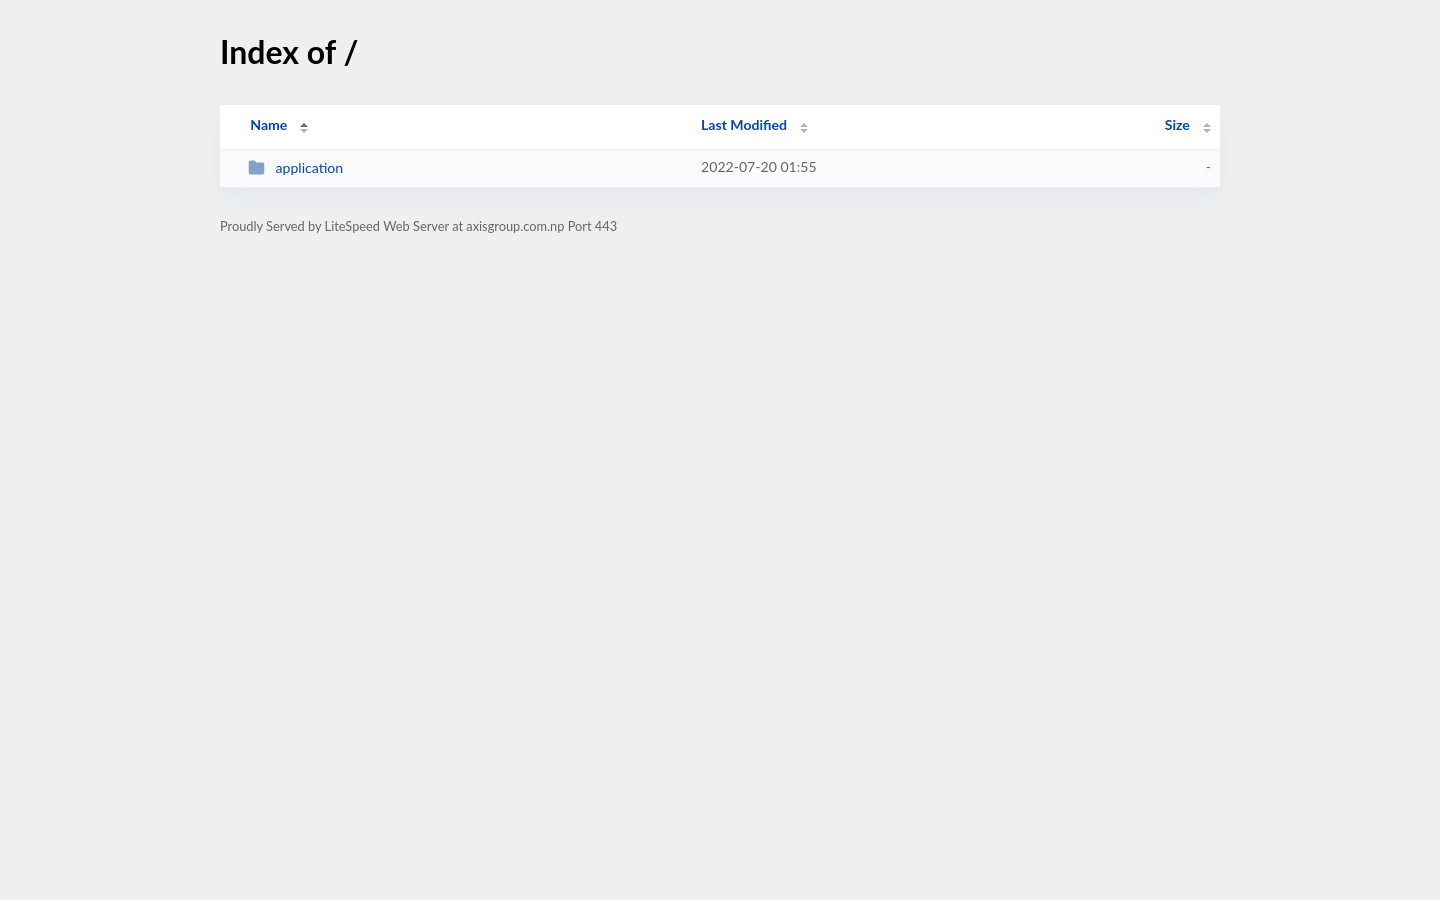 Index of /
Name Last Modified Size
application 2022-07-20 01:55 -
Proudly Served by LiteSpeed Web Server at axisgroup.com.np Port 443